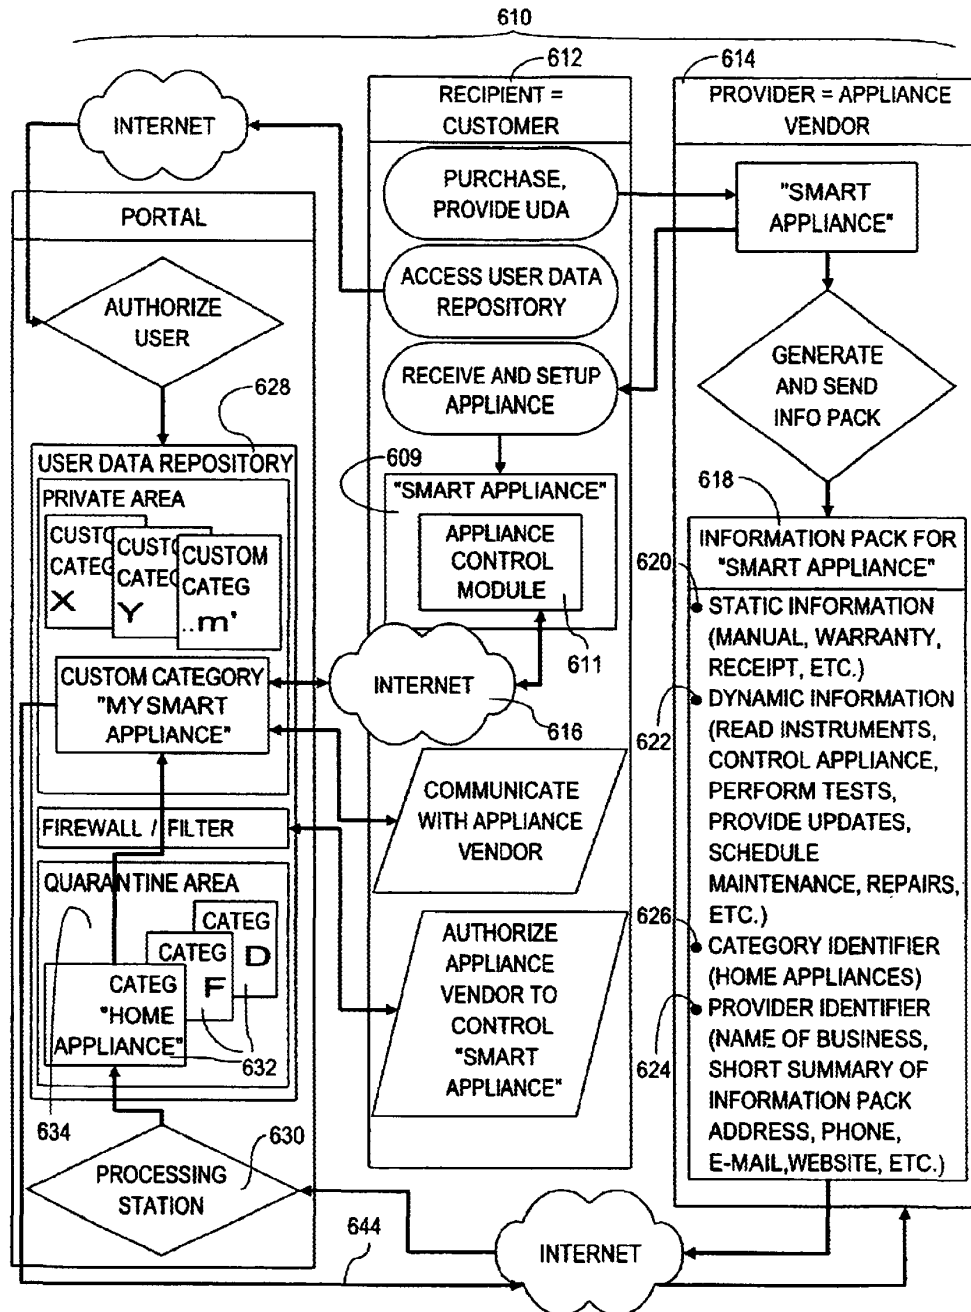 610
612
614
RECIPIENT =
CUSTOMER
PROVIDER = APPLIANCE
VENDOR
INTERNET
PURCHASE,
PROVIDE UDA
"SMART
APPLIANCE"
PORTAL
ACCESS USER DATA
REPOSITORY
AUTHORIZE
USER
RECEIVE AND SETUP
APPLIANCE
GENERATE
AND SEND
INFO PACK
628
USER DATA REPOSITORY
609
"SMART APPLIANCE"
APPLIANCE
CONTROL
MODULE
611
PRIVATE AREA
CUSTO
CATEG
X
CUSTO
CATEG
Y
CUSTOM
CATEG
..m'
618
INFORMATION PACK FOR
"SMART APPLIANCE"
620
STATIC INFORMATION
(MANUAL, WARRANTY,
RECEIPT, ETC.)
CUSTOM CATEGORY
"MY SMART
APPLIANCE"
INTERNET
616
622
DYNAMIC INFORMATION
(READ INSTRUMENTS,
CONTROL APPLIANCE,
PERFORM TESTS,
PROVIDE UPDATES,
SCHEDULE
MAINTENANCE, REPAIRS,
ETC.)
COMMUNICATE
WITH APPLIANCE
VENDOR
FIREWALL / FILTER
QUARANTINE AREA
CATEG
D
CATEG
F
CATEG
"HOME
APPLIANCE"
632
634
AUTHORIZE
APPLIANCE
VENDOR TO
CONTROL
"SMART
APPLIANCE"
626
CATEGORY IDENTIFIER
(HOME APPLIANCES)
624
PROVIDER IDENTIFIER
(NAME OF BUSINESS,
SHORT SUMMARY OF
INFORMATION PACK
ADDRESS, PHONE,
E-MAIL,WEBSITE, ETC.)
630
PROCESSING
STATION
644
INTERNET